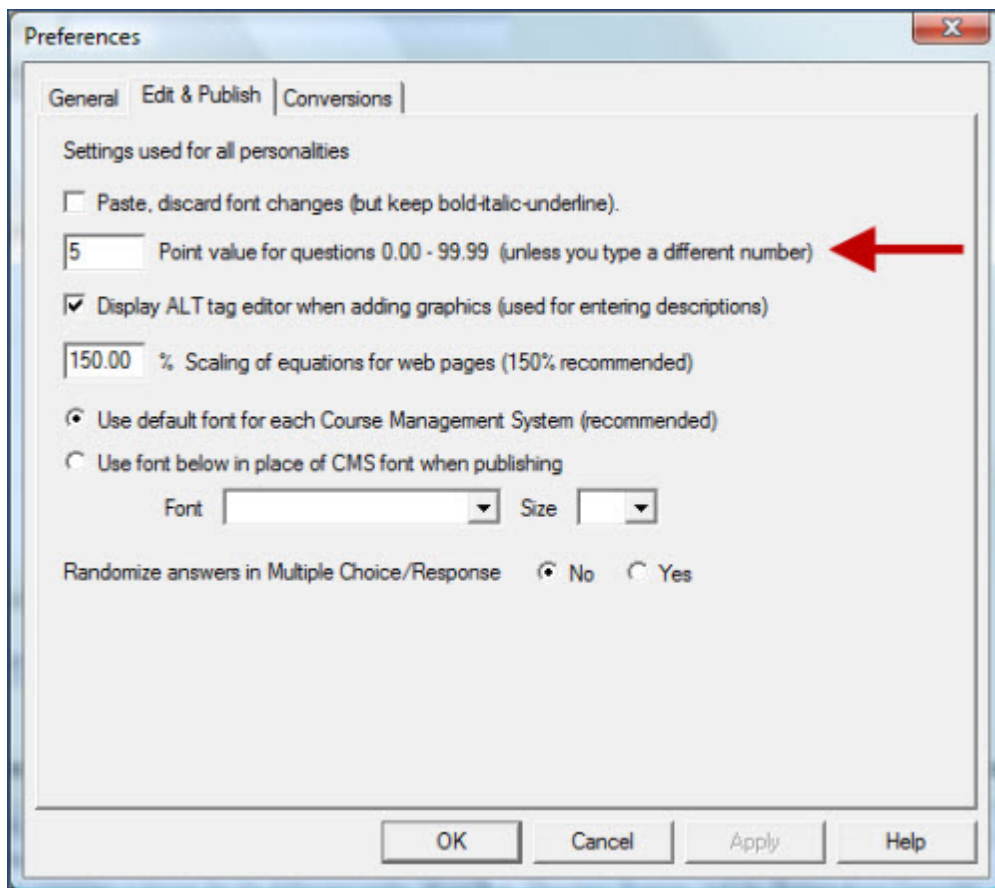 Preferences
General Edit & Publish Conversions
Settings used for all personalities
Paste, discard font changes (but keep bold-italic-underline).
5 Point value for questions 0.00 - 99.99 (unless you type a different number)
Display ALT tag editor when adding graphics (used for entering descriptions)
150.00 % Scaling of equations for web pages (150% recommended)
Use default font for each Course Management System (recommended)
Use font below in place of CMS font when publishing
Font Size
Randomize answers in Multiple Choice/Response No Yes
OK Cancel Apply Help